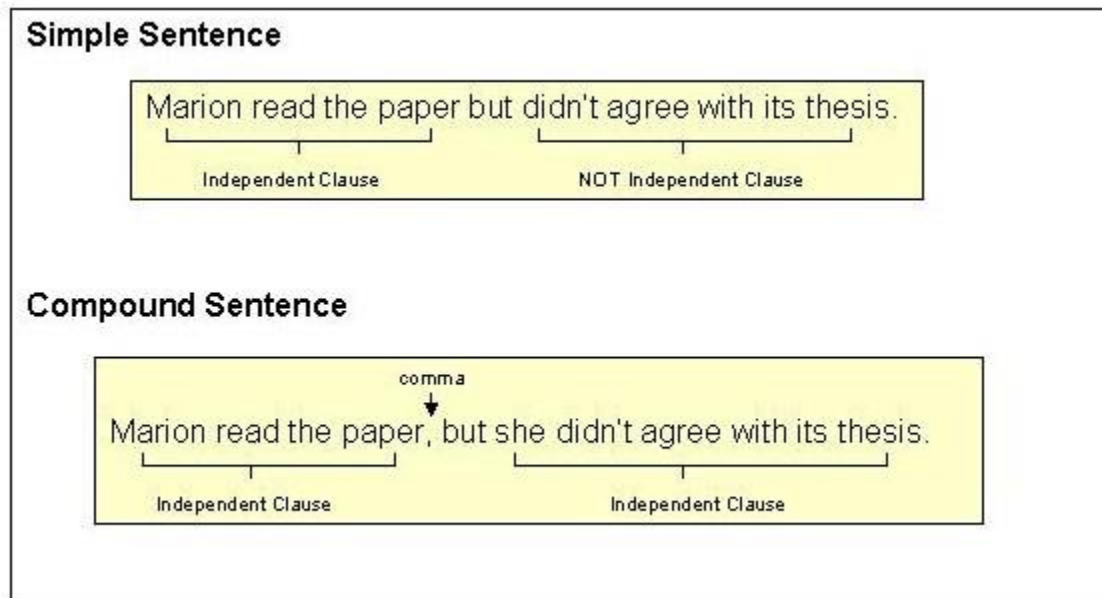 Simple Sentence
Marion read the paper but didn't agree with its thesis.
Independent Clause NOT Independent Clause
Compound Sentence
comma
Marion read the paper, but she didn't agree with its thesis.
Independent Clause Independent Clause